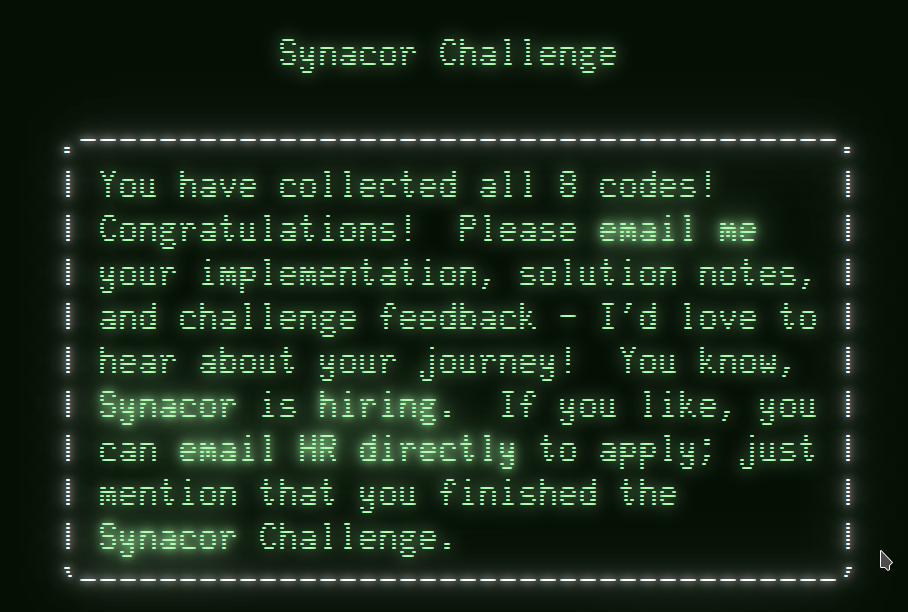 Synacor Challenge
You have collected all 8 codes!
Congratulations!  Please email me
your implementation, solution notes,
and challenge feedback - I'd love to
hear about your journey!  You know,
Synacor is hiring.  If you like, you
can email HR directly to apply; just
mention that you finished the
Synacor Challenge.